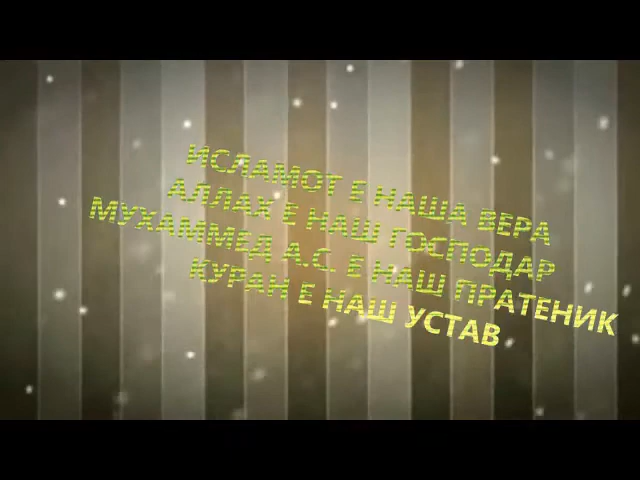 ИСЛАМОТ Е НАША ВЕРА
АЛЛАХ Е НАШ ГОСПОДАР
МУХАММЕД А.С. Е НАШ ПРАТЕНИК
КУРАН Е НАШ УСТАВ